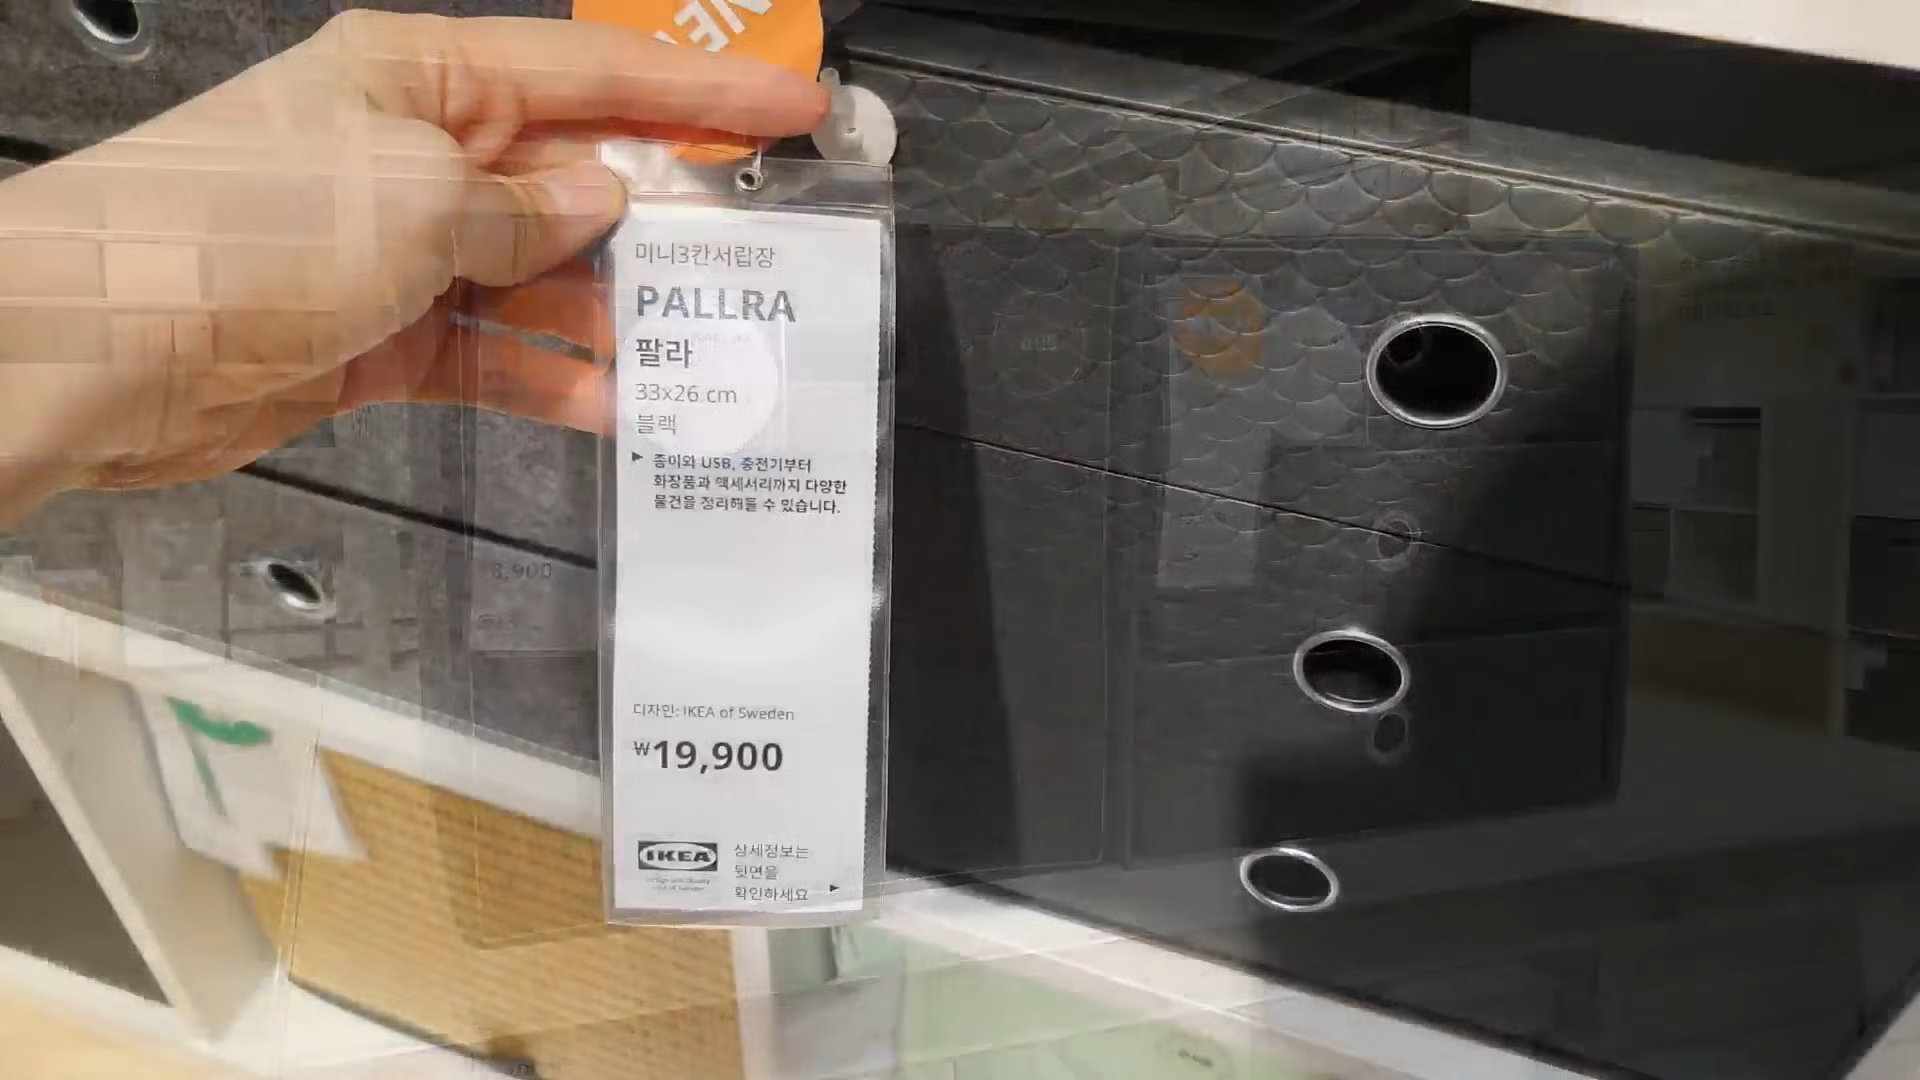 NEW
미니3칸서랍장
PALLRA
팔라
33x26 cm
블랙
▶ 종이와 USB, 충전기부터
화장품과 액세서리까지 다양한
물건을 정리해둘 수 있습니다.
디자인: IKEA of Sweden
₩19,900
IKEA
상세정보는
뒷면을
확인하세요 ▶